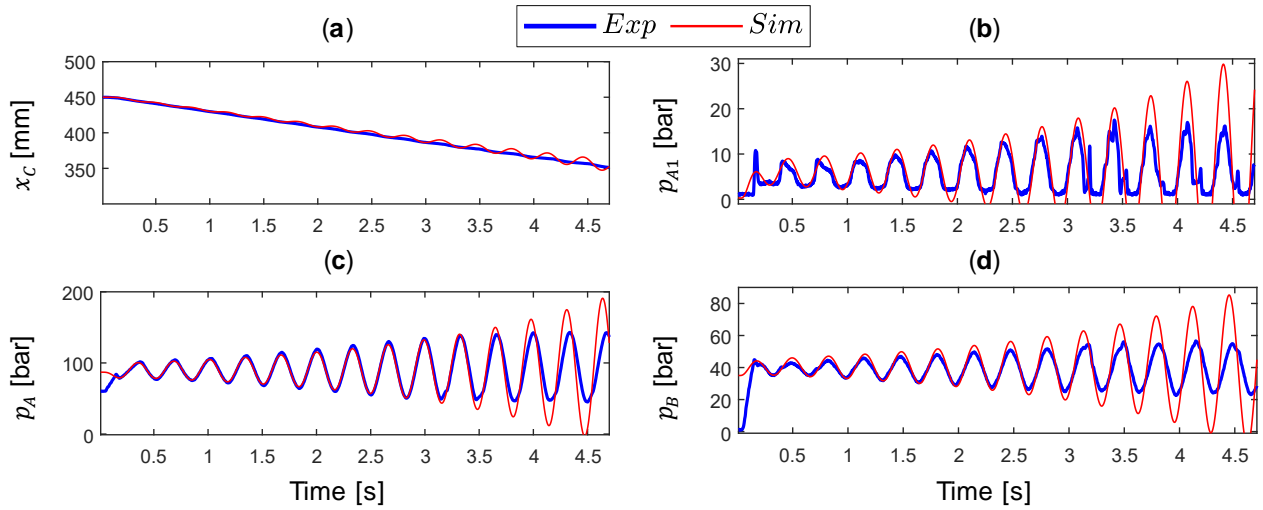 (a)
Exp Sim
(b)
500
450
400
350
x_C [mm]
0.5 1 1.5 2 2.5 3 3.5 4 4.5
30
20
10
0
p_A1 [bar]
0.5 1 1.5 2 2.5 3 3.5 4 4.5
(c)
200
100
0
p_A [bar]
0.5 1 1.5 2 2.5 3 3.5 4 4.5
Time [s]
(d)
80
60
40
20
0
p_B [bar]
0.5 1 1.5 2 2.5 3 3.5 4 4.5
Time [s]